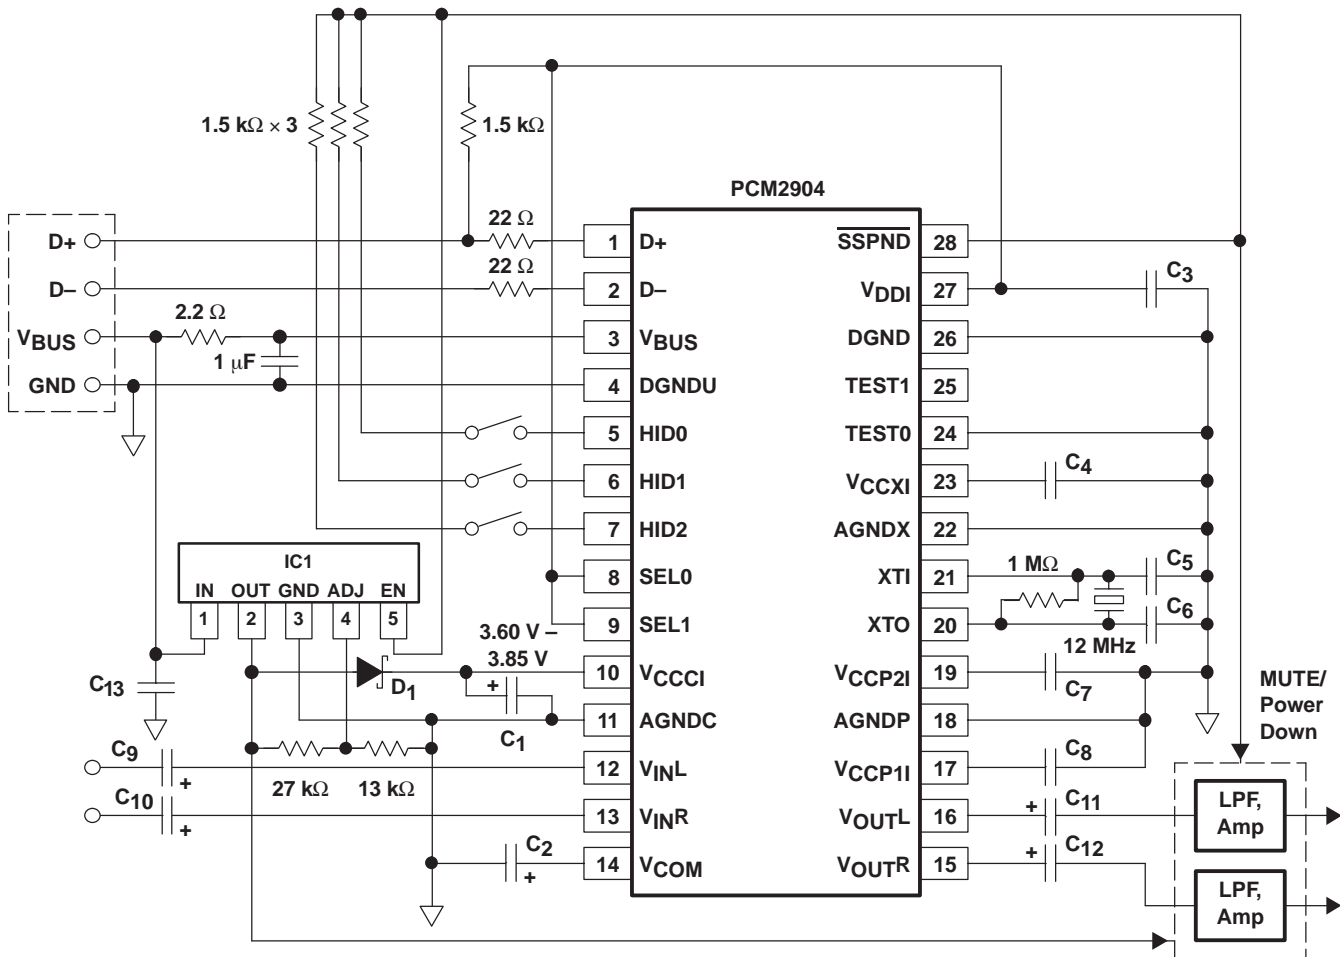 1.5 kΩ × 3
1.5 kΩ
PCM2904
D+
22 Ω
1 D+
SSPND 28
D–
22 Ω
2 D–
VDDI 27
C3
VBUS
2.2 Ω
1 μF
3 VBUS
DGND 26
GND
4 DGNDU
TEST1 25
5 HID0
TEST0 24
6 HID1
VCCXI 23
C4
7 HID2
AGNDX 22
IC1
IN OUT GND ADJ EN
1 2 3 4 5
8 SEL0
XTI 21
1 MΩ
C5
9 SEL1
XTO 20
12 MHz
C6
3.60 V –
3.85 V
D1
10 VCCCI
VCCP2I 19
C7
C13
+
C1
11 AGNDC
AGNDP 18
MUTE/
Power
Down
C9
+
27 kΩ
13 kΩ
12 VINL
VCCP1I 17
C8
C10
+
13 VINR
VOUTL 16
+
C11
LPF,
Amp
C2
+
14 VCOM
VOUTR 15
+
C12
LPF,
Amp